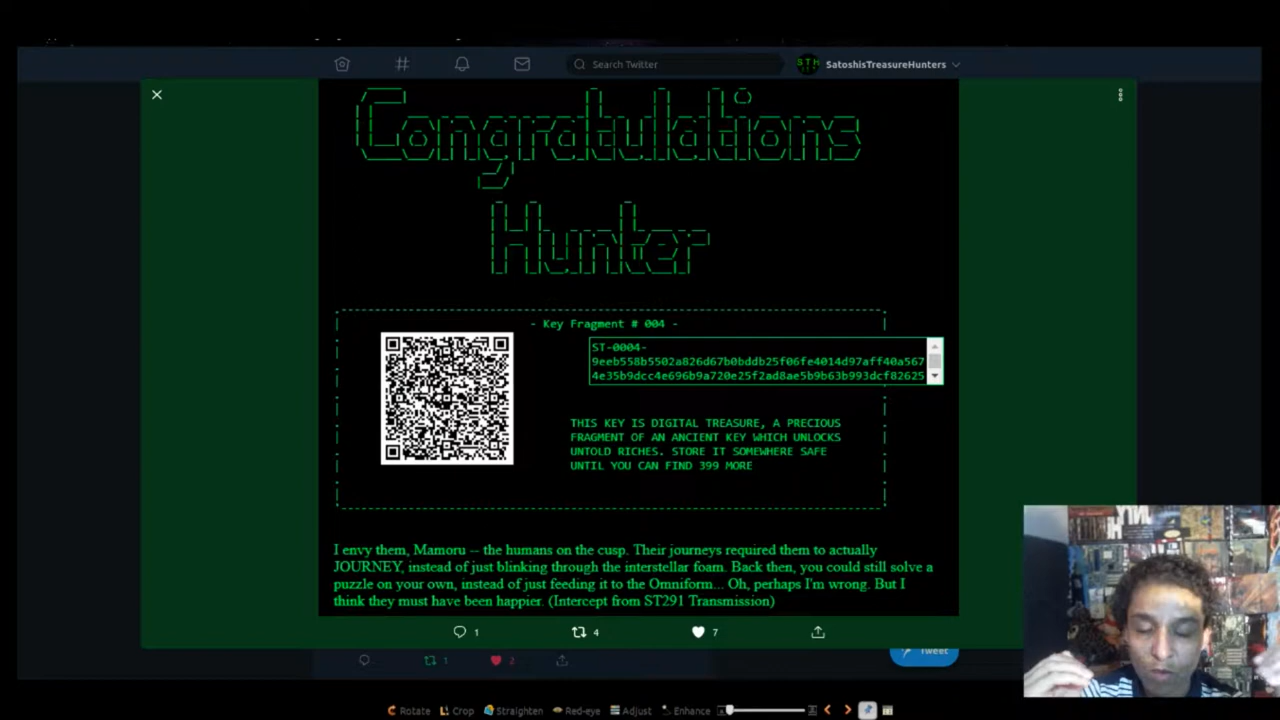 Search Twitter
STH
SatoshisTreasureHunters
Congratulations
Hunter
- Key Fragment # 004 -
ST-0004-
9eeb558b5502a826d67b0bddb25f06fe4014d97aff40a567
4e35b9dcc4e696b9a720e25f2ad8ae5b9b63b993dcf82625
THIS KEY IS DIGITAL TREASURE, A PRECIOUS
FRAGMENT OF AN ANCIENT KEY WHICH UNLOCKS
UNTOLD RICHES. STORE IT SOMEWHERE SAFE
UNTIL YOU CAN FIND 399 MORE
I envy them, Mamoru -- the humans on the cusp. Their journeys required them to actually
JOURNEY, instead of just blinking through the interstellar foam. Back then, you could still solve a
puzzle on your own, instead of just feeding it to the Omniform... Oh, perhaps I'm wrong. But I
think they must have been happier. (Intercept from ST291 Transmission)
1 4 7
1 2
Tweet
Rotate Crop Straighten Red-eye Adjust Enhance